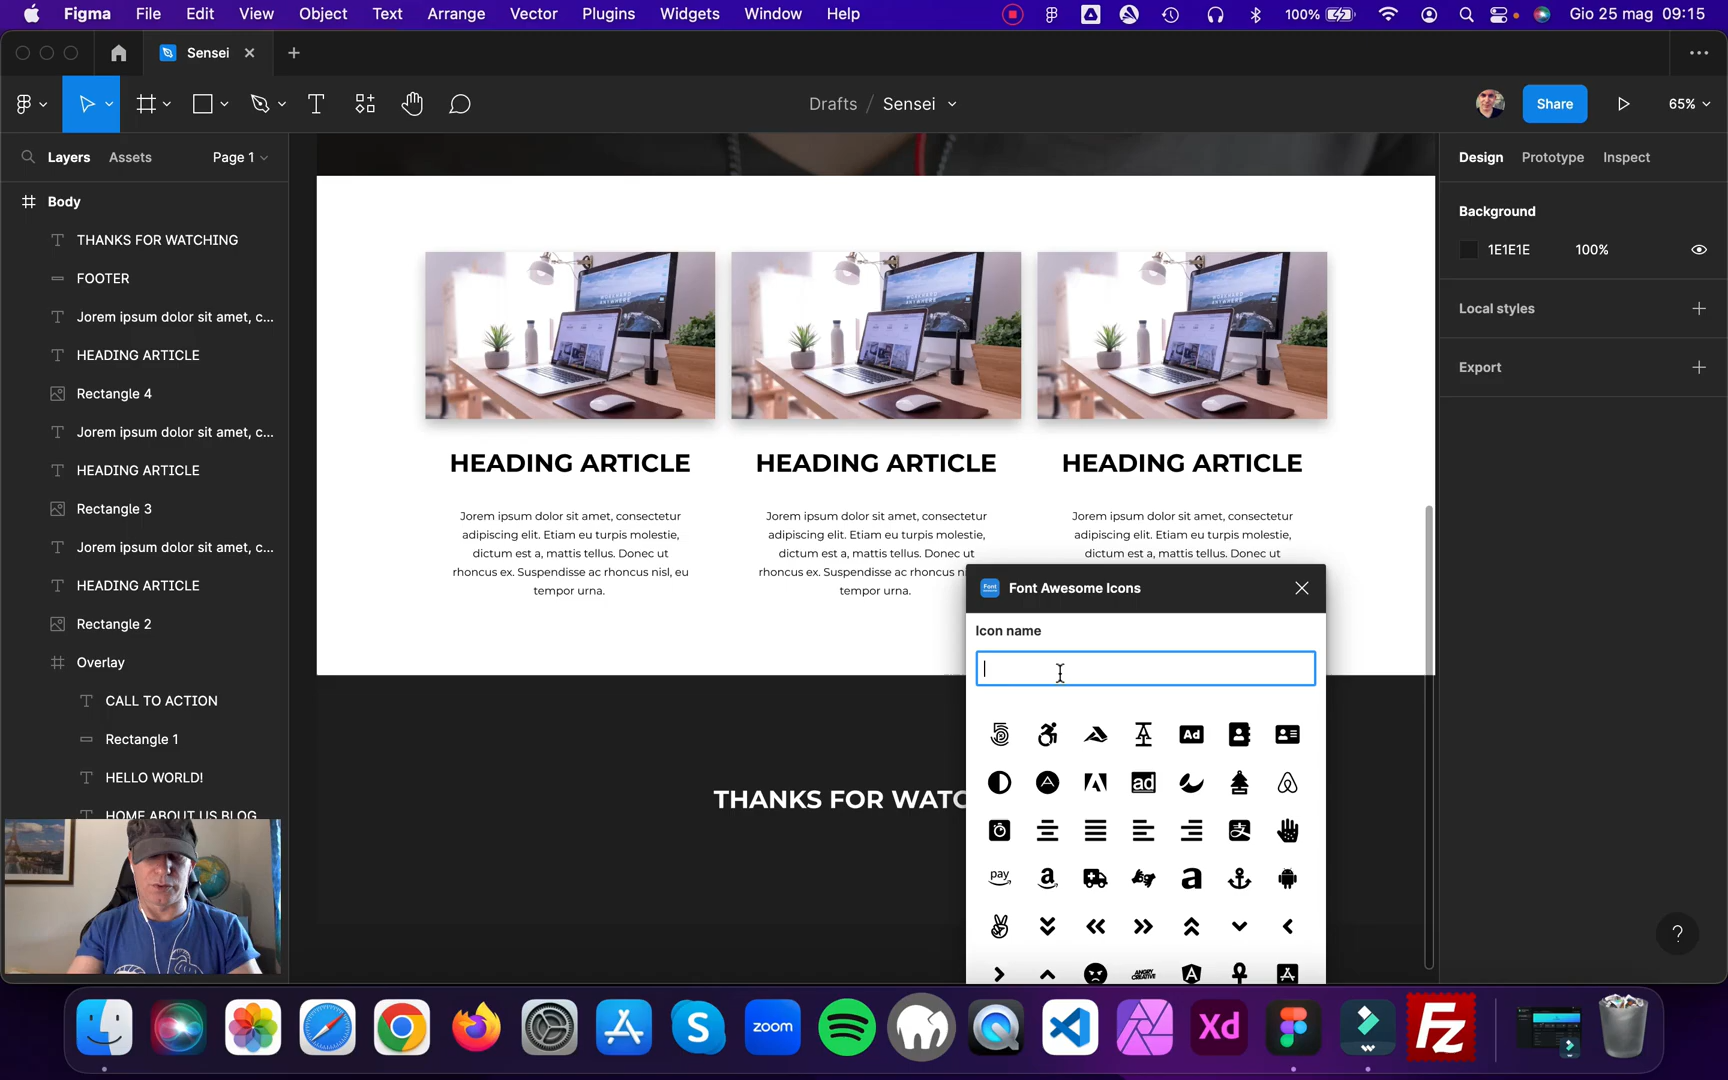 Figma File Edit View Object Text Arrange Vector Plugins Widgets Window Help 100% Gio 25 mag 09:15
Sensei
Drafts / Sensei Share 65%
Layers Assets Page 1
Design Prototype Inspect
Body
THANKS FOR WATCHING
FOOTER
Jorem ipsum dolor sit amet, c...
HEADING ARTICLE
Rectangle 4
Jorem ipsum dolor sit amet, c...
HEADING ARTICLE
Rectangle 3
Jorem ipsum dolor sit amet, c...
HEADING ARTICLE
Rectangle 2
Overlay
CALL TO ACTION
Rectangle 1
HELLO WORLD!
HOME ABOUT US BLOG
Background
1E1E1E 100%
Local styles
Export
HEADING ARTICLE HEADING ARTICLE HEADING ARTICLE
Jorem ipsum dolor sit amet, consectetur
adipiscing elit. Etiam eu turpis molestie,
dictum est a, mattis tellus. Donec ut
rhoncus ex. Suspendisse ac rhoncus nisl, eu
tempor urna.
Jorem ipsum dolor sit amet, consectetur
adipiscing elit. Etiam eu turpis molestie,
dictum est a, mattis tellus. Donec ut
rhoncus ex. Suspendisse ac rhoncus n
tempor urna.
Jorem ipsum dolor sit amet, consectetur
adipiscing elit. Etiam eu turpis molestie,
dictum est a, mattis tellus. Donec ut
THANKS FOR WATC
Font Awesome Icons
Icon name
Ad
ad
pay
zoom
Xd
FZ
?